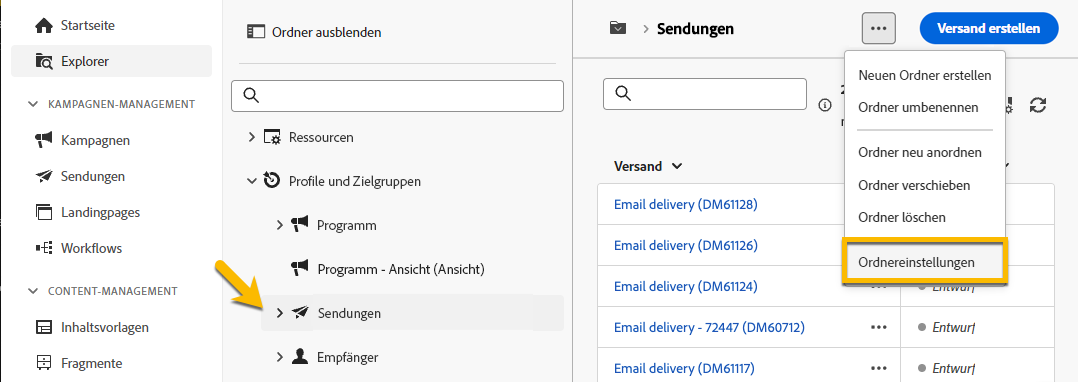 Startseite
Explorer
KAMPAGNEN-MANAGEMENT
Kampagnen
Sendungen
Landingpages
Workflows
CONTENT-MANAGEMENT
Inhaltsvorlagen
Fragmente
Ordner ausblenden
Ressourcen
Profile und Zielgruppen
Programm
Programm - Ansicht (Ansicht)
Sendungen
Empfänger
Sendungen
Versand erstellen
Neuen Ordner erstellen
Ordner umbenennen
Ordner neu anordnen
Ordner verschieben
Ordner löschen
Ordnereinstellungen
Versand
Email delivery (DM61128)
Email delivery (DM61126)
Email delivery (DM61124)
Entwurf
Email delivery - 72447 (DM60712)
Entwurf
Email delivery (DM61117)
Entwurf